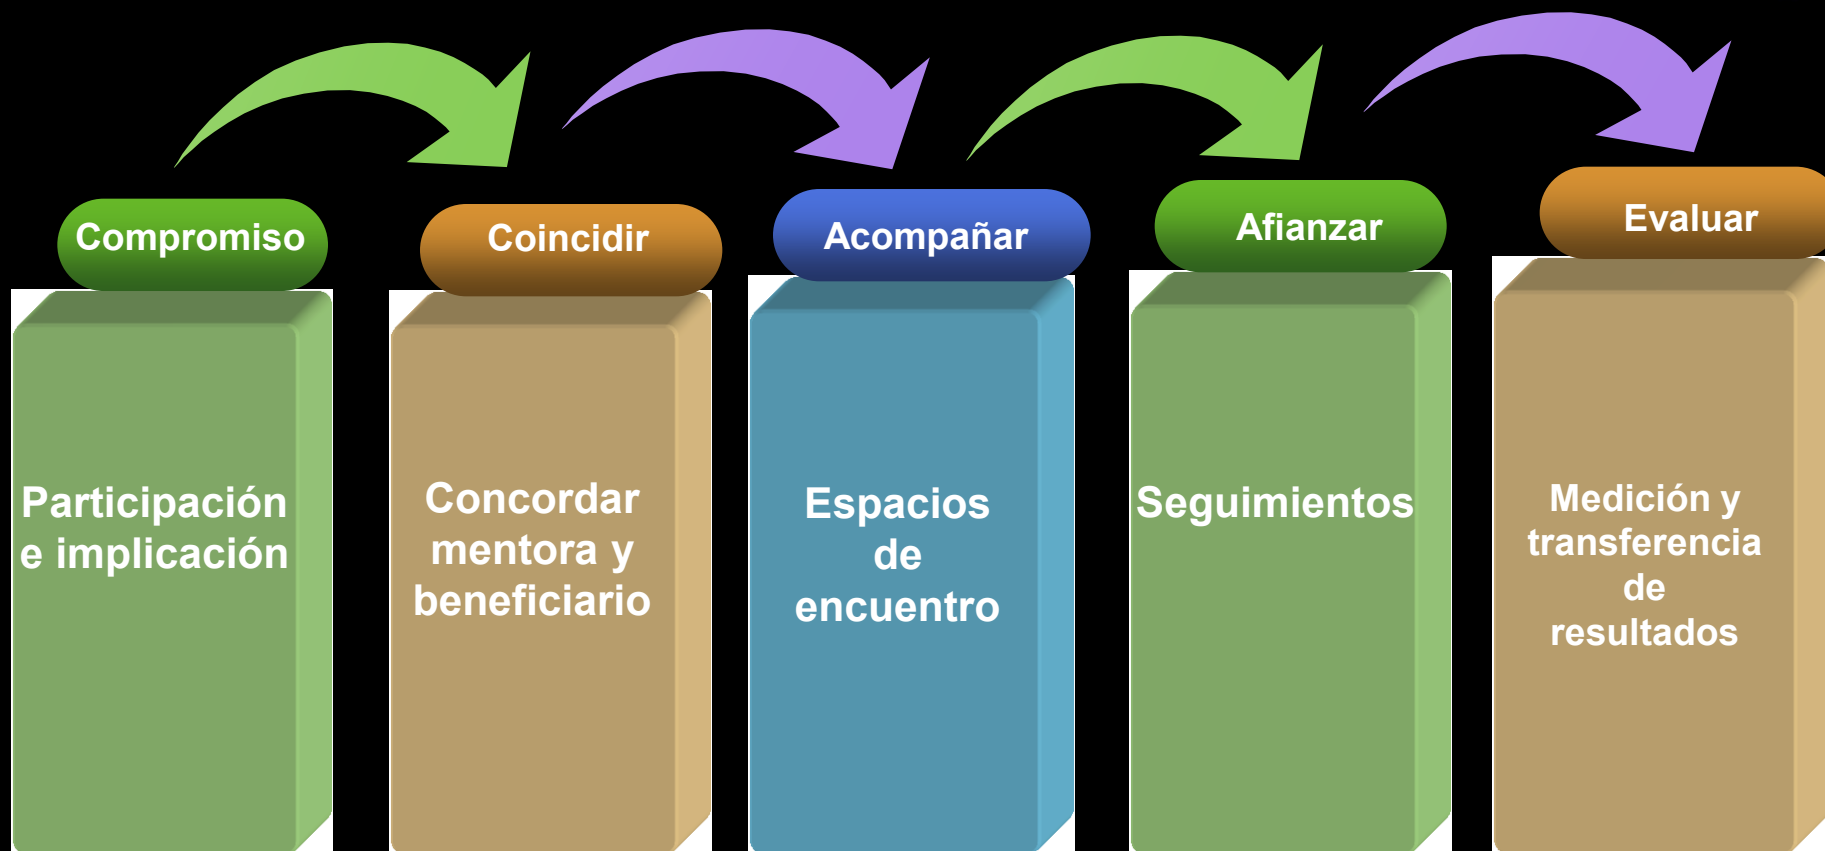 Compromiso
Coincidir
Acompañar
Afianzar
Evaluar
Participación
e implicación
Concordar
mentora y
beneficiario
Espacios
de
encuentro
Seguimientos
Medición y
transferencia
de
resultados